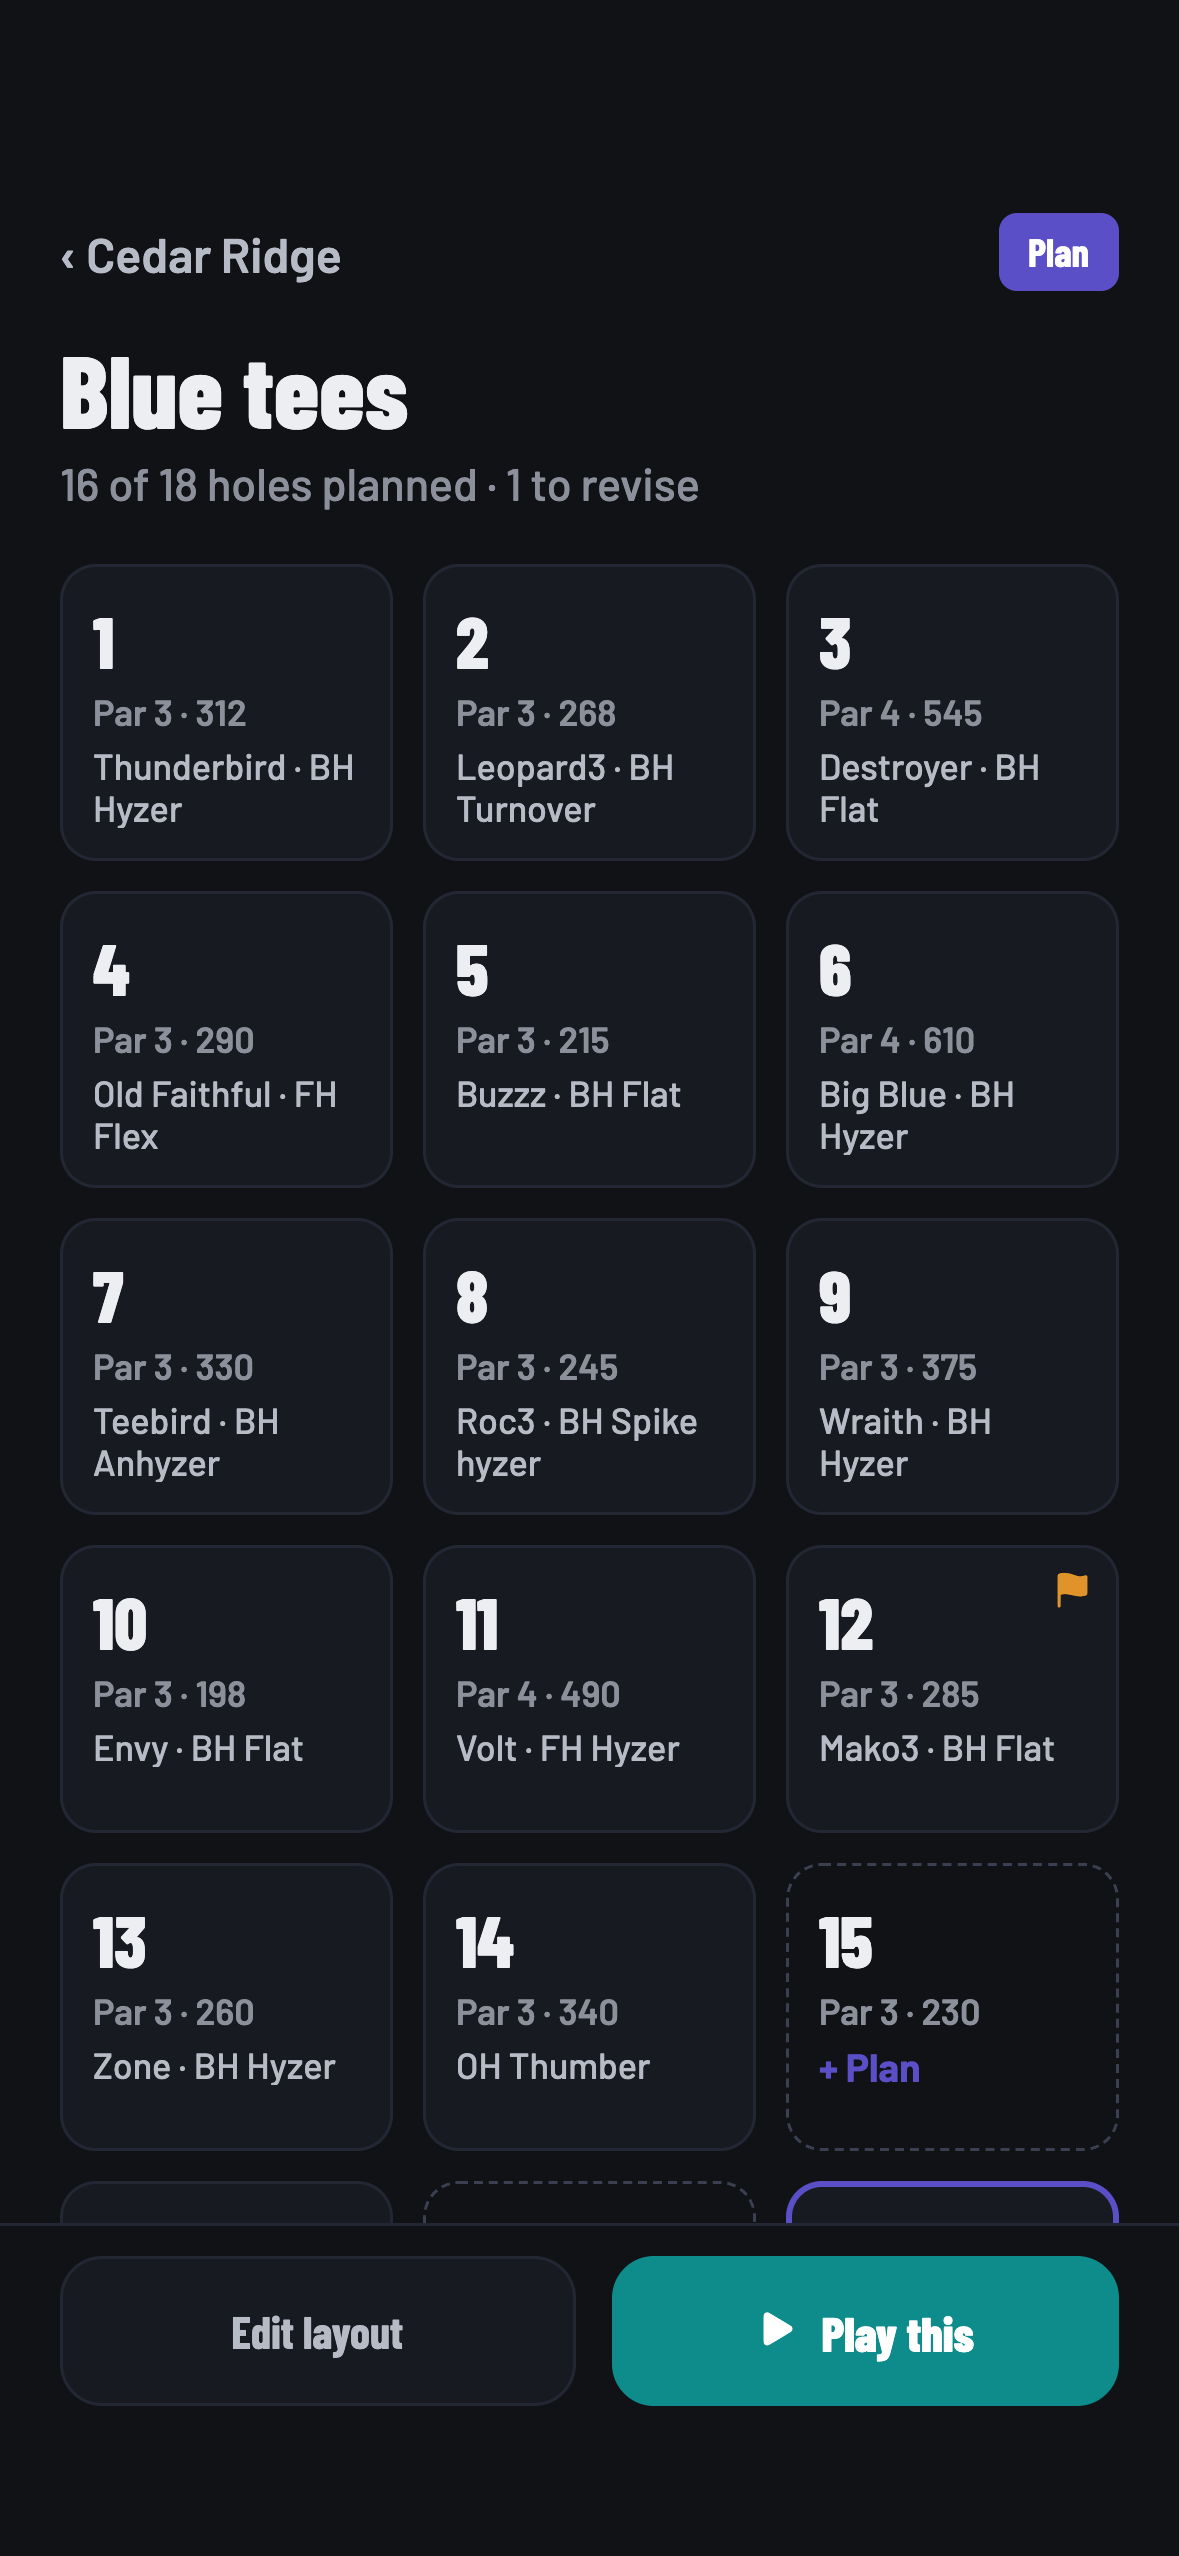 ‹ Cedar Ridge
Plan
Blue tees
16 of 18 holes planned · 1 to revise
1
Par 3 · 312
Thunderbird · BH
Hyzer
2
Par 3 · 268
Leopard3 · BH
Turnover
3
Par 4 · 545
Destroyer · BH
Flat
4
Par 3 · 290
Old Faithful · FH
Flex
5
Par 3 · 215
Buzzz · BH Flat
6
Par 4 · 610
Big Blue · BH
Hyzer
7
Par 3 · 330
Teebird · BH
Anhyzer
8
Par 3 · 245
Roc3 · BH Spike
hyzer
9
Par 3 · 375
Wraith · BH
Hyzer
10
Par 3 · 198
Envy · BH Flat
11
Par 4 · 490
Volt · FH Hyzer
12
Par 3 · 285
Mako3 · BH Flat
13
Par 3 · 260
Zone · BH Hyzer
14
Par 3 · 340
OH Thumber
15
Par 3 · 230
+ Plan
Edit layout
Play this